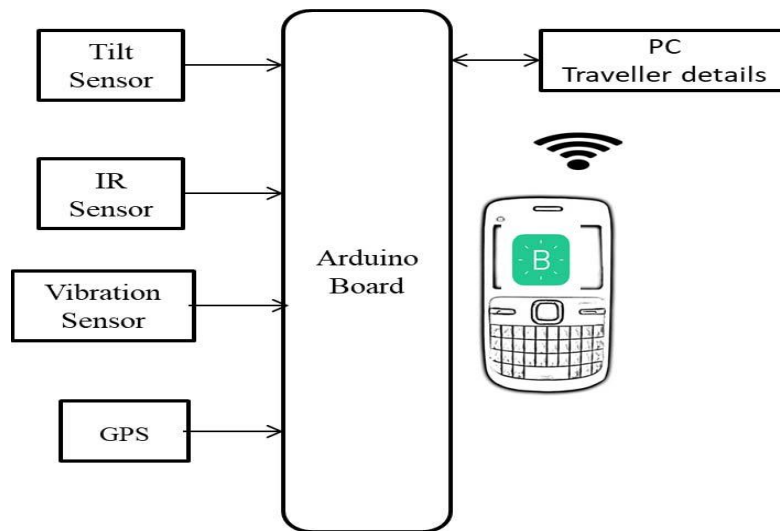 Tilt
Sensor
IR
Sensor
Vibration
Sensor
GPS
Arduino
Board
PC
Traveller details
B